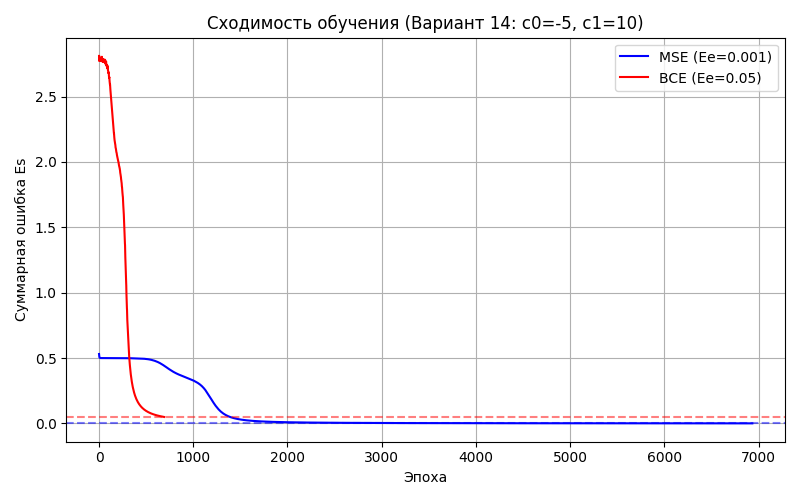 Сходимость обучения (Вариант 14: c0=-5, c1=10)
MSE (Ee=0.001)
BCE (Ee=0.05)
Суммарная ошибка Es
2.5
2.0
1.5
1.0
0.5
0.0
0 1000 2000 3000 4000 5000 6000 7000
Эпоха